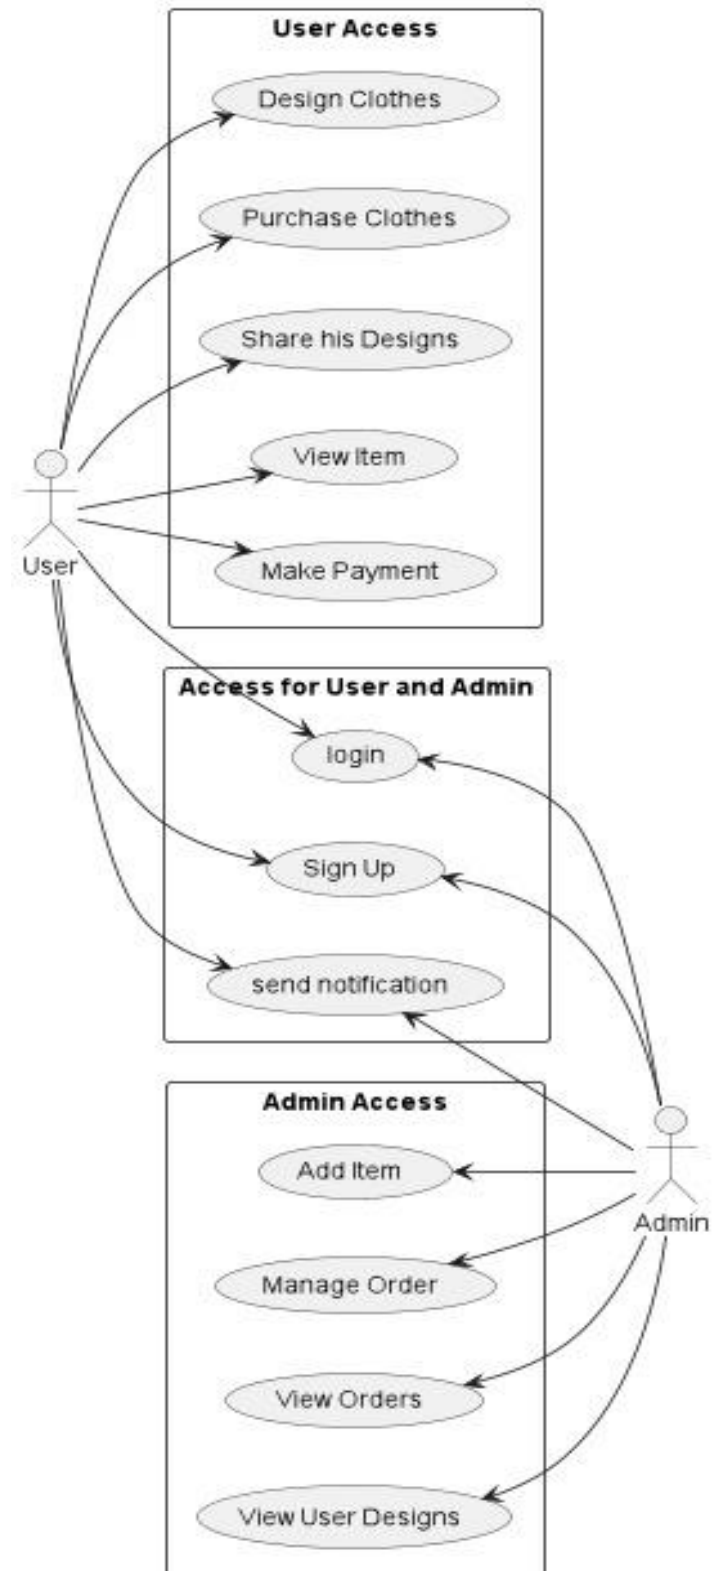 User Access
Design Clothes
Purchase Clothes
Share his Designs
View Item
Make Payment
User
Access for User and Admin
login
Sign Up
send notification
Admin Access
Add Item
Manage Order
View Orders
View User Designs
Admin